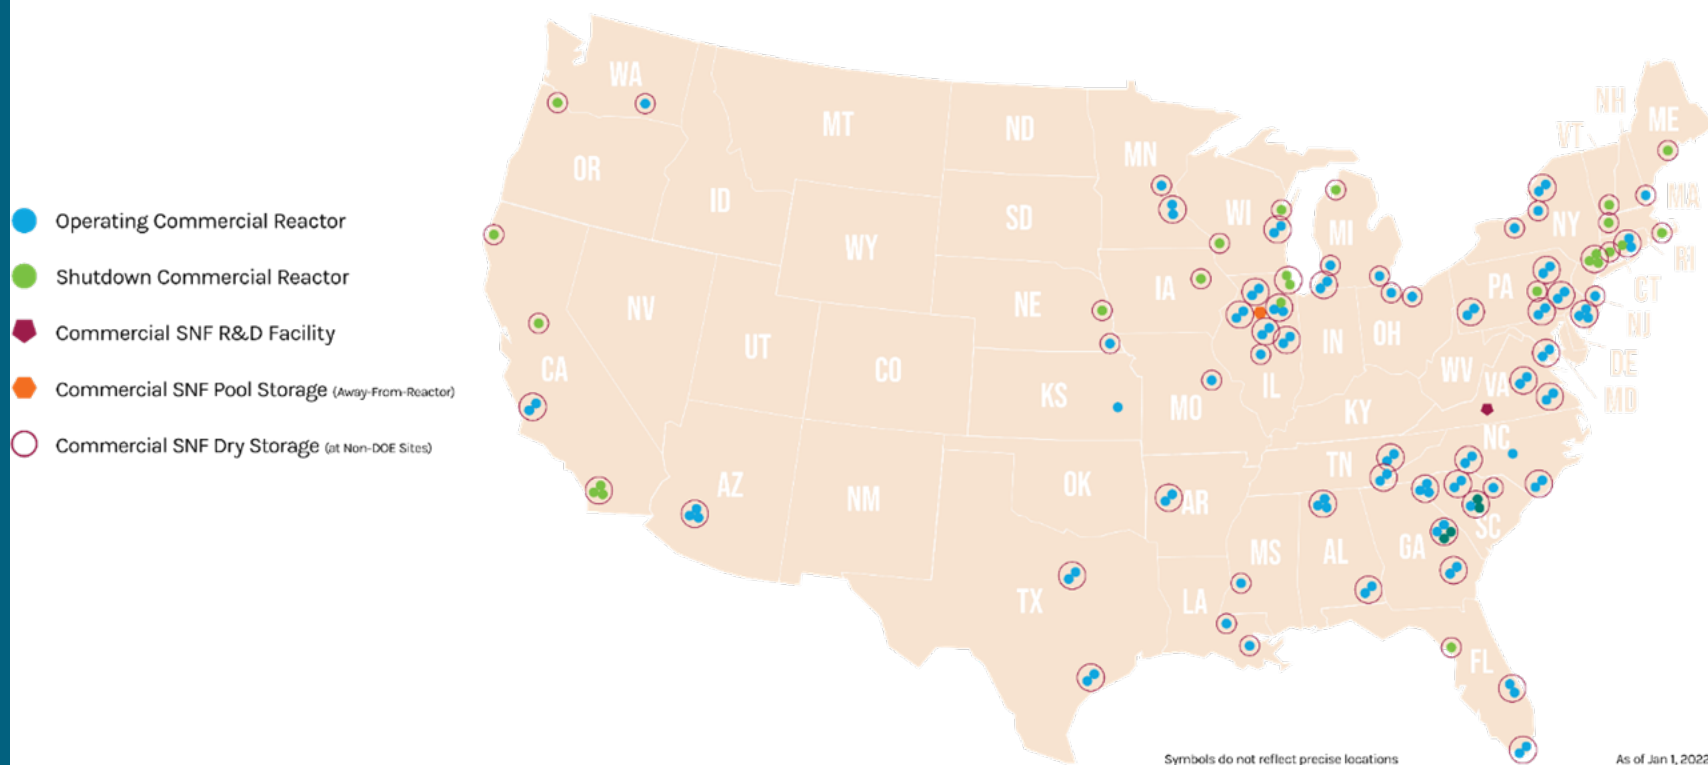 Operating Commercial Reactor
Shutdown Commercial Reactor
Commercial SNF R&D Facility
Commercial SNF Pool Storage (Away-From-Reactor)
Commercial SNF Dry Storage (at Non-DOE Sites)
WA
OR
ID
MT
ND
MN
SD
WY
WI
MI
NY
VT
NH
ME
MA
RI
CT
NJ
DE
MD
PA
NV
UT
CO
NE
IA
IL
IN
OH
WV
VA
CA
KS
MO
KY
NC
AZ
NM
OK
AR
TN
SC
GA
AL
MS
LA
TX
FL
Symbols do not reflect precise locations
As of Jan 1, 2022